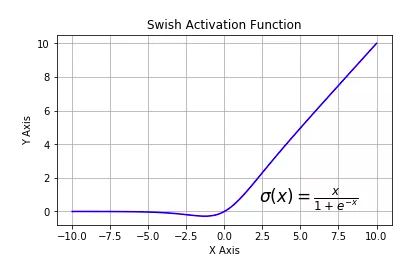 Swish Activation Function
10
8
6
4
2
0
Y Axis
σ(x) = x / (1 + e^{-x})
−10.0 −7.5 −5.0 −2.5 0.0 2.5 5.0 7.5 10.0
X Axis